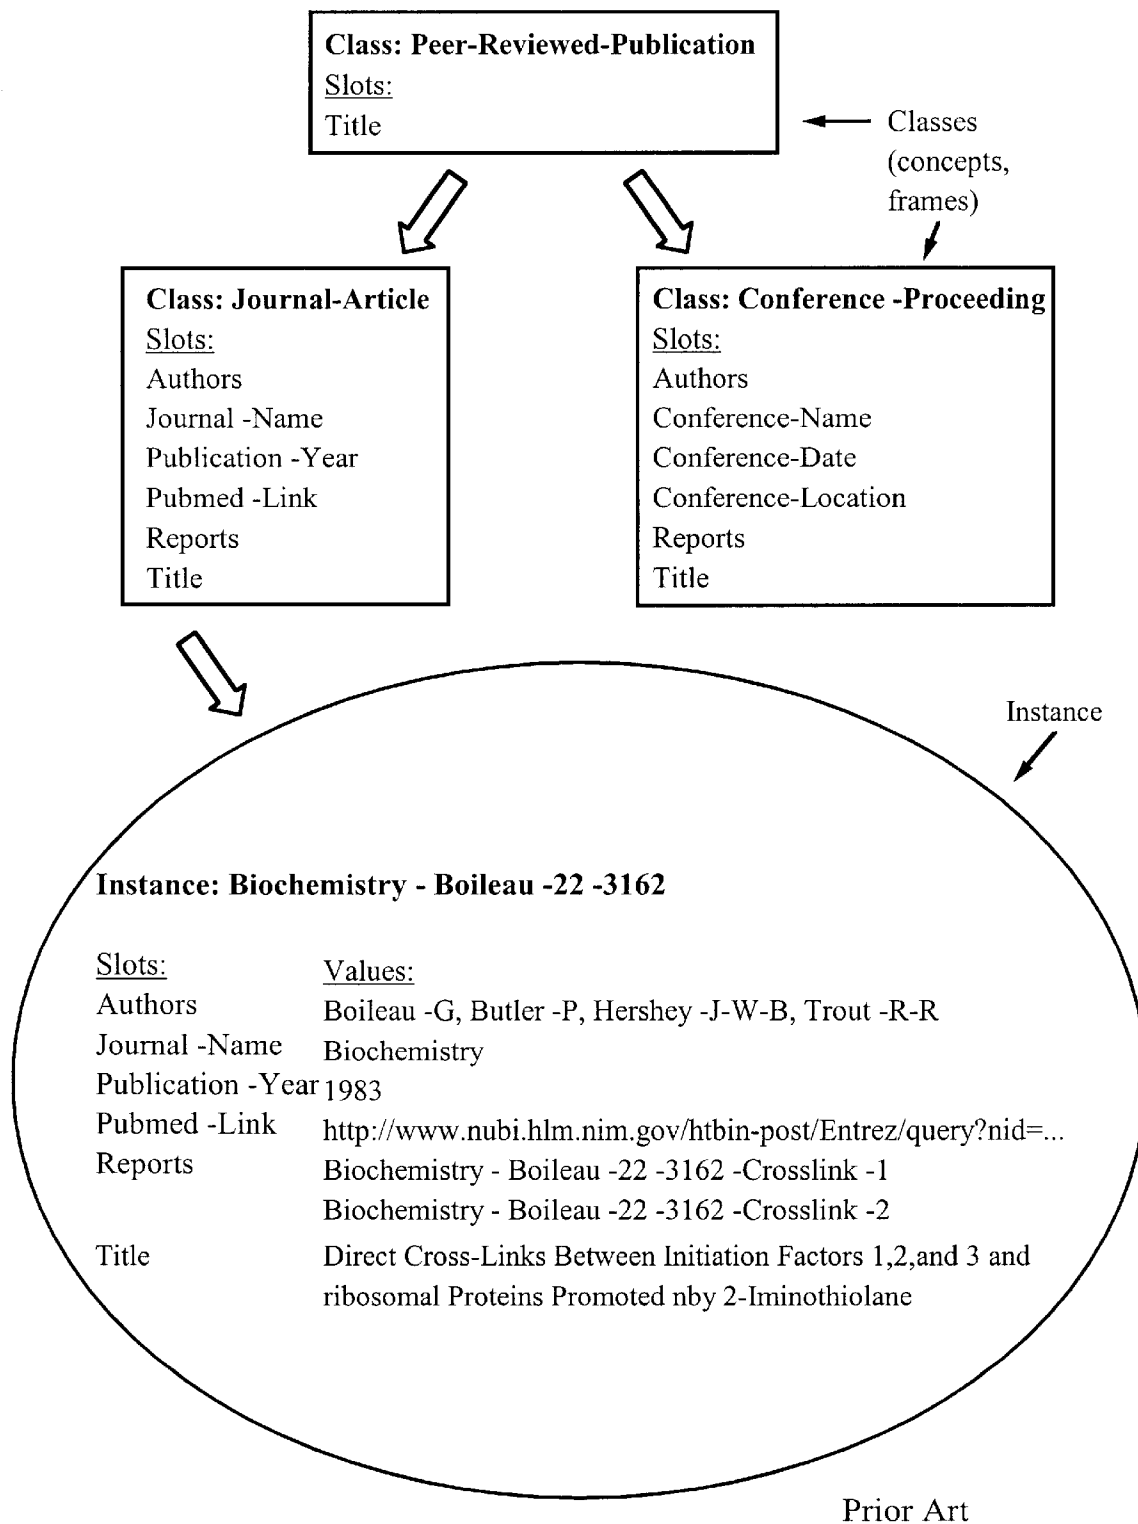 Class: Peer-Reviewed-Publication
Slots:
Title
Classes
(concepts,
frames)
Class: Journal-Article
Slots:
Authors
Journal -Name
Publication -Year
Pubmed -Link
Reports
Title
Class: Conference -Proceeding
Slots:
Authors
Conference-Name
Conference-Date
Conference-Location
Reports
Title
Instance
Instance: Biochemistry - Boileau -22 -3162
Slots: Values:
Authors Boileau -G, Butler -P, Hershey -J-W-B, Trout -R-R
Journal -Name Biochemistry
Publication -Year 1983
Pubmed -Link http://www.nubi.hlm.nim.gov/htbin-post/Entrez/query?nid=...
Reports Biochemistry - Boileau -22 -3162 -Crosslink -1
Biochemistry - Boileau -22 -3162 -Crosslink -2
Title Direct Cross-Links Between Initiation Factors 1,2,and 3 and
ribosomal Proteins Promoted nby 2-Iminothiolane
Prior Art